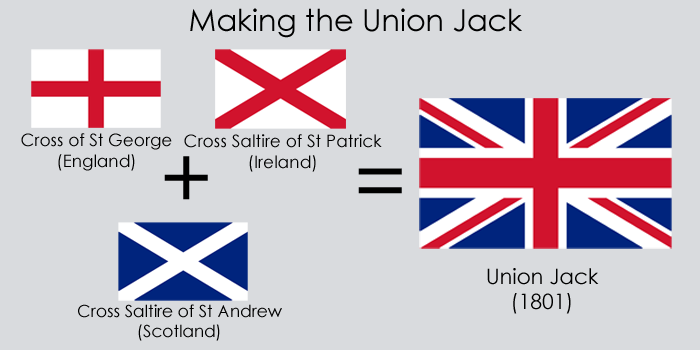 Making the Union Jack
Cross of St George
(England)
Cross Saltire of St Patrick
(Ireland)
+
=
Cross Saltire of St Andrew
(Scotland)
Union Jack
(1801)